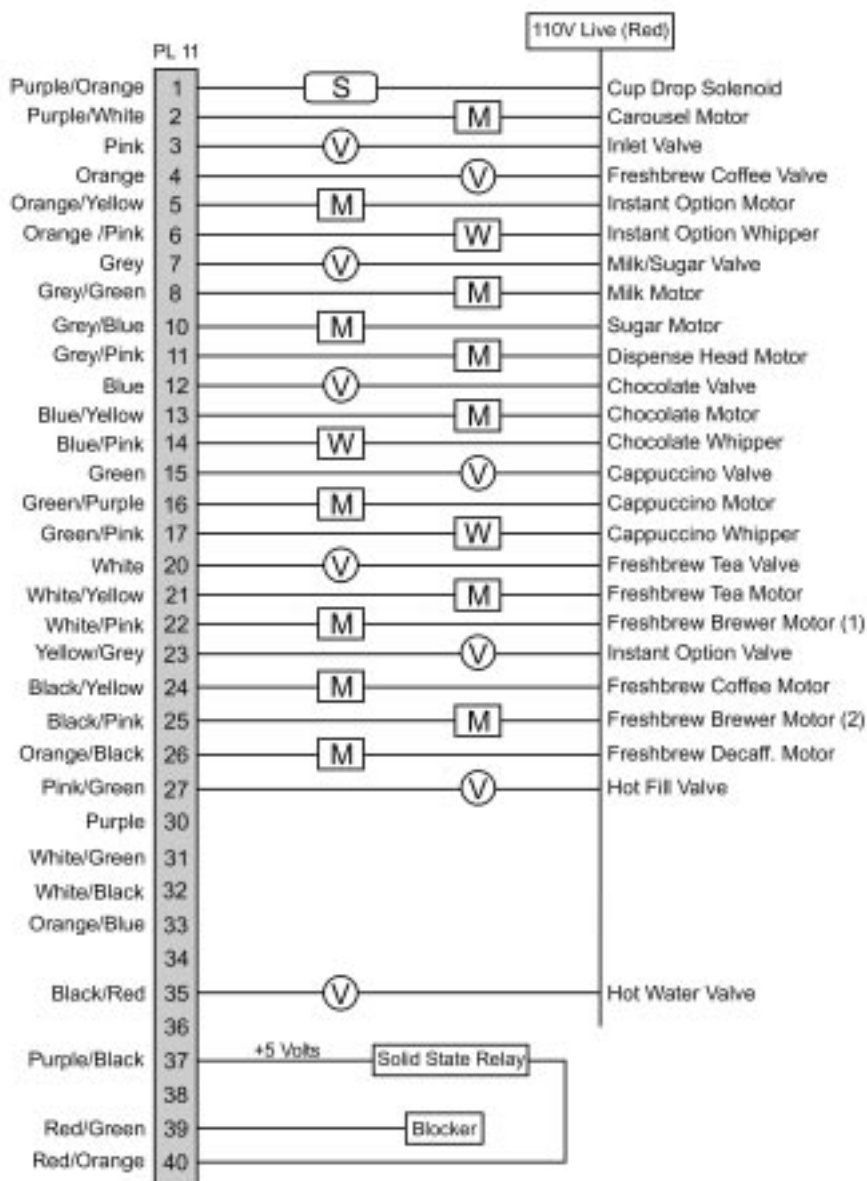 110V Live (Red)
PL 11
Purple/Orange 1 S Cup Drop Solenoid
Purple/White 2 M Carousel Motor
Pink 3 V Inlet Valve
Orange 4 V Freshbrew Coffee Valve
Orange/Yellow 5 M Instant Option Motor
Orange /Pink 6 W Instant Option Whipper
Grey 7 V Milk/Sugar Valve
Grey/Green 8 M Milk Motor
Grey/Blue 10 M Sugar Motor
Grey/Pink 11 M Dispense Head Motor
Blue 12 V Chocolate Valve
Blue/Yellow 13 M Chocolate Motor
Blue/Pink 14 W Chocolate Whipper
Green 15 V Cappuccino Valve
Green/Purple 16 M Cappuccino Motor
Green/Pink 17 W Cappuccino Whipper
White 20 V Freshbrew Tea Valve
White/Yellow 21 M Freshbrew Tea Motor
White/Pink 22 M Freshbrew Brewer Motor (1)
Yellow/Grey 23 V Instant Option Valve
Black/Yellow 24 M Freshbrew Coffee Motor
Black/Pink 25 M Freshbrew Brewer Motor (2)
Orange/Black 26 M Freshbrew Decaff. Motor
Pink/Green 27 V Hot Fill Valve
Purple 30
White/Green 31
White/Black 32
Orange/Blue 33
34
Black/Red 35 V Hot Water Valve
36
Purple/Black 37 +5 Volts Solid State Relay
38
Red/Green 39 Blocker
Red/Orange 40